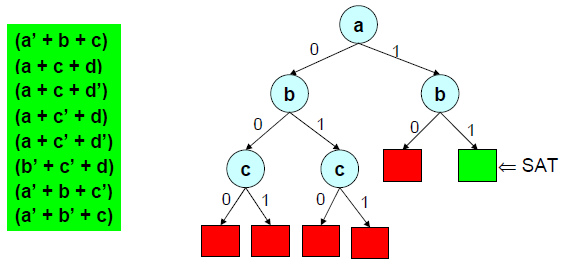 (a’ + b + c)
(a + c + d)
(a + c + d’)
(a + c’ + d)
(a + c’ + d’)
(b’ + c’ + d)
(a’ + b + c’)
(a’ + b’ + c)
a
0 1
b b
0 1 0 1
c c ⇐ SAT
0 1 0 1